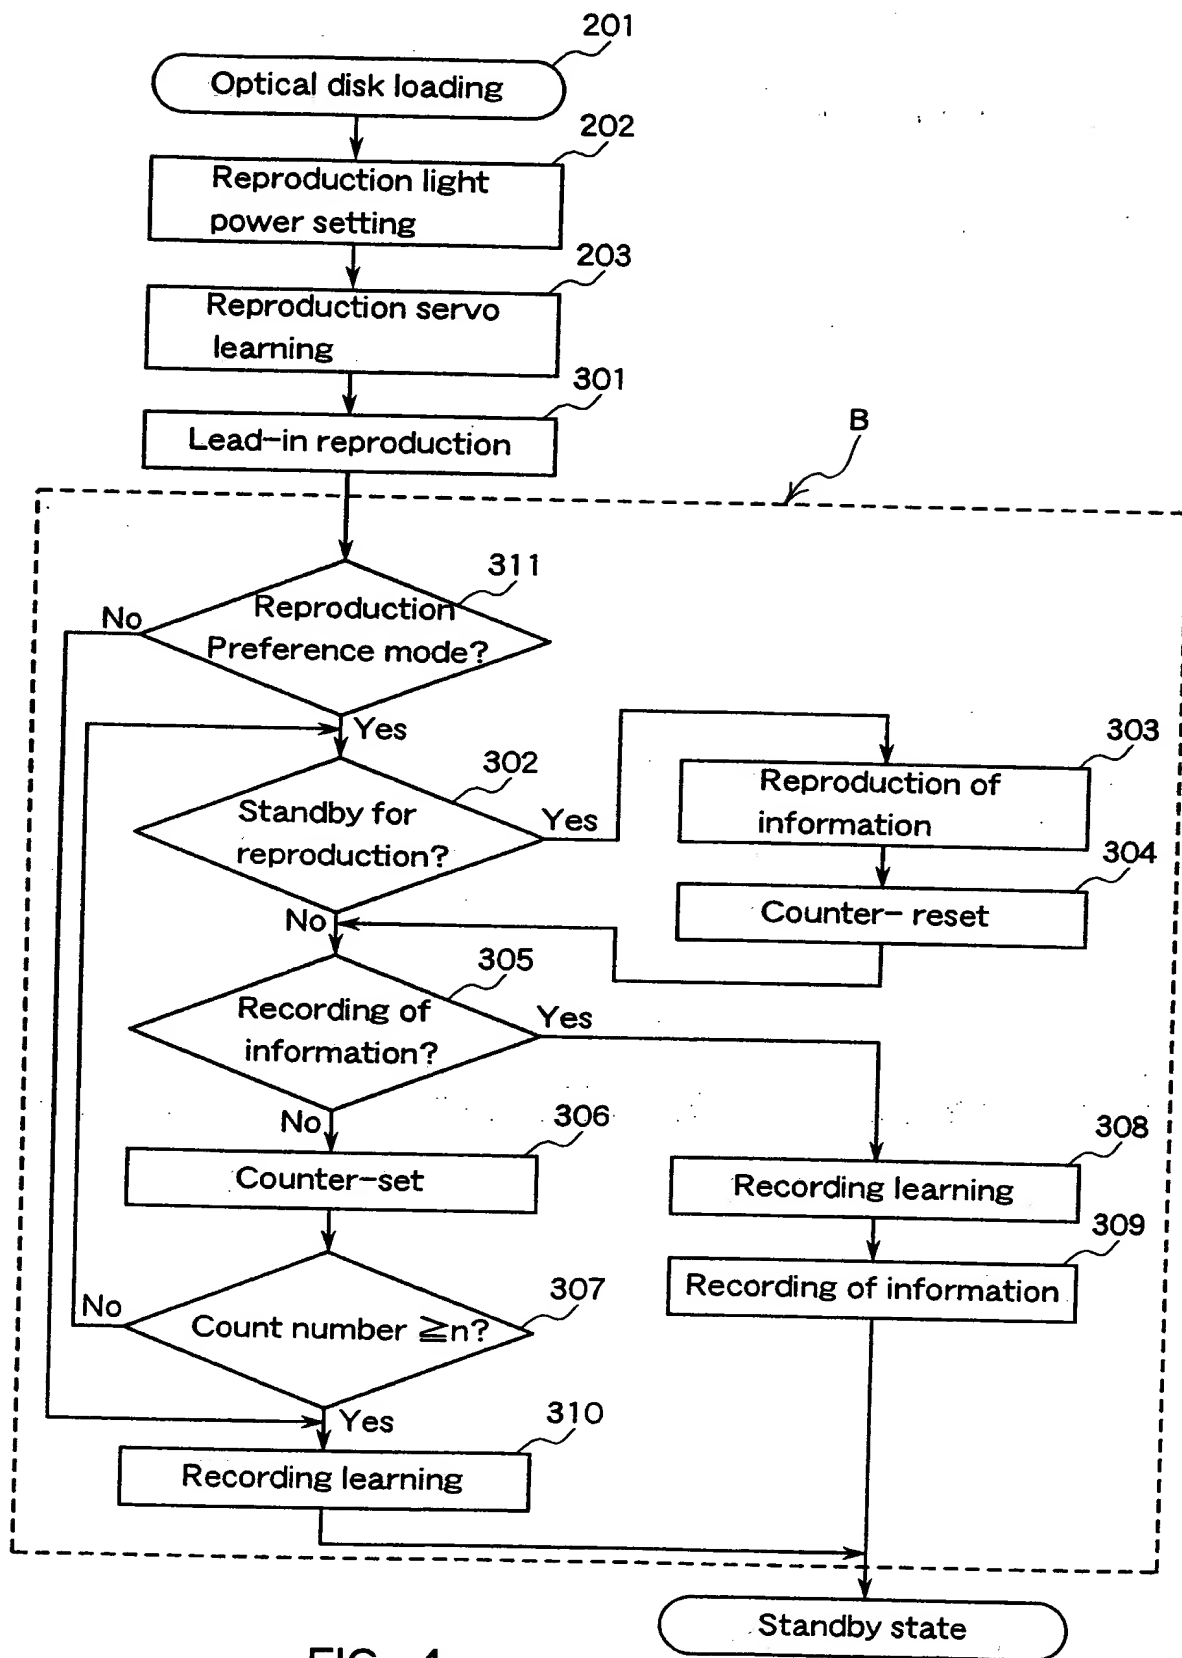 201
Optical disk loading
202
Reproduction light
power setting
203
Reproduction servo
learning
301
Lead-in reproduction
B
311
No
Reproduction
Preference mode?
Yes
302
303
Standby for
reproduction?
Yes
Reproduction of
information
304
Counter- reset
No
305
Recording of
information?
Yes
No
306
Counter-set
308
Recording learning
309
Recording of information
No
307
Count number ≧n?
Yes
310
Recording learning
Standby state